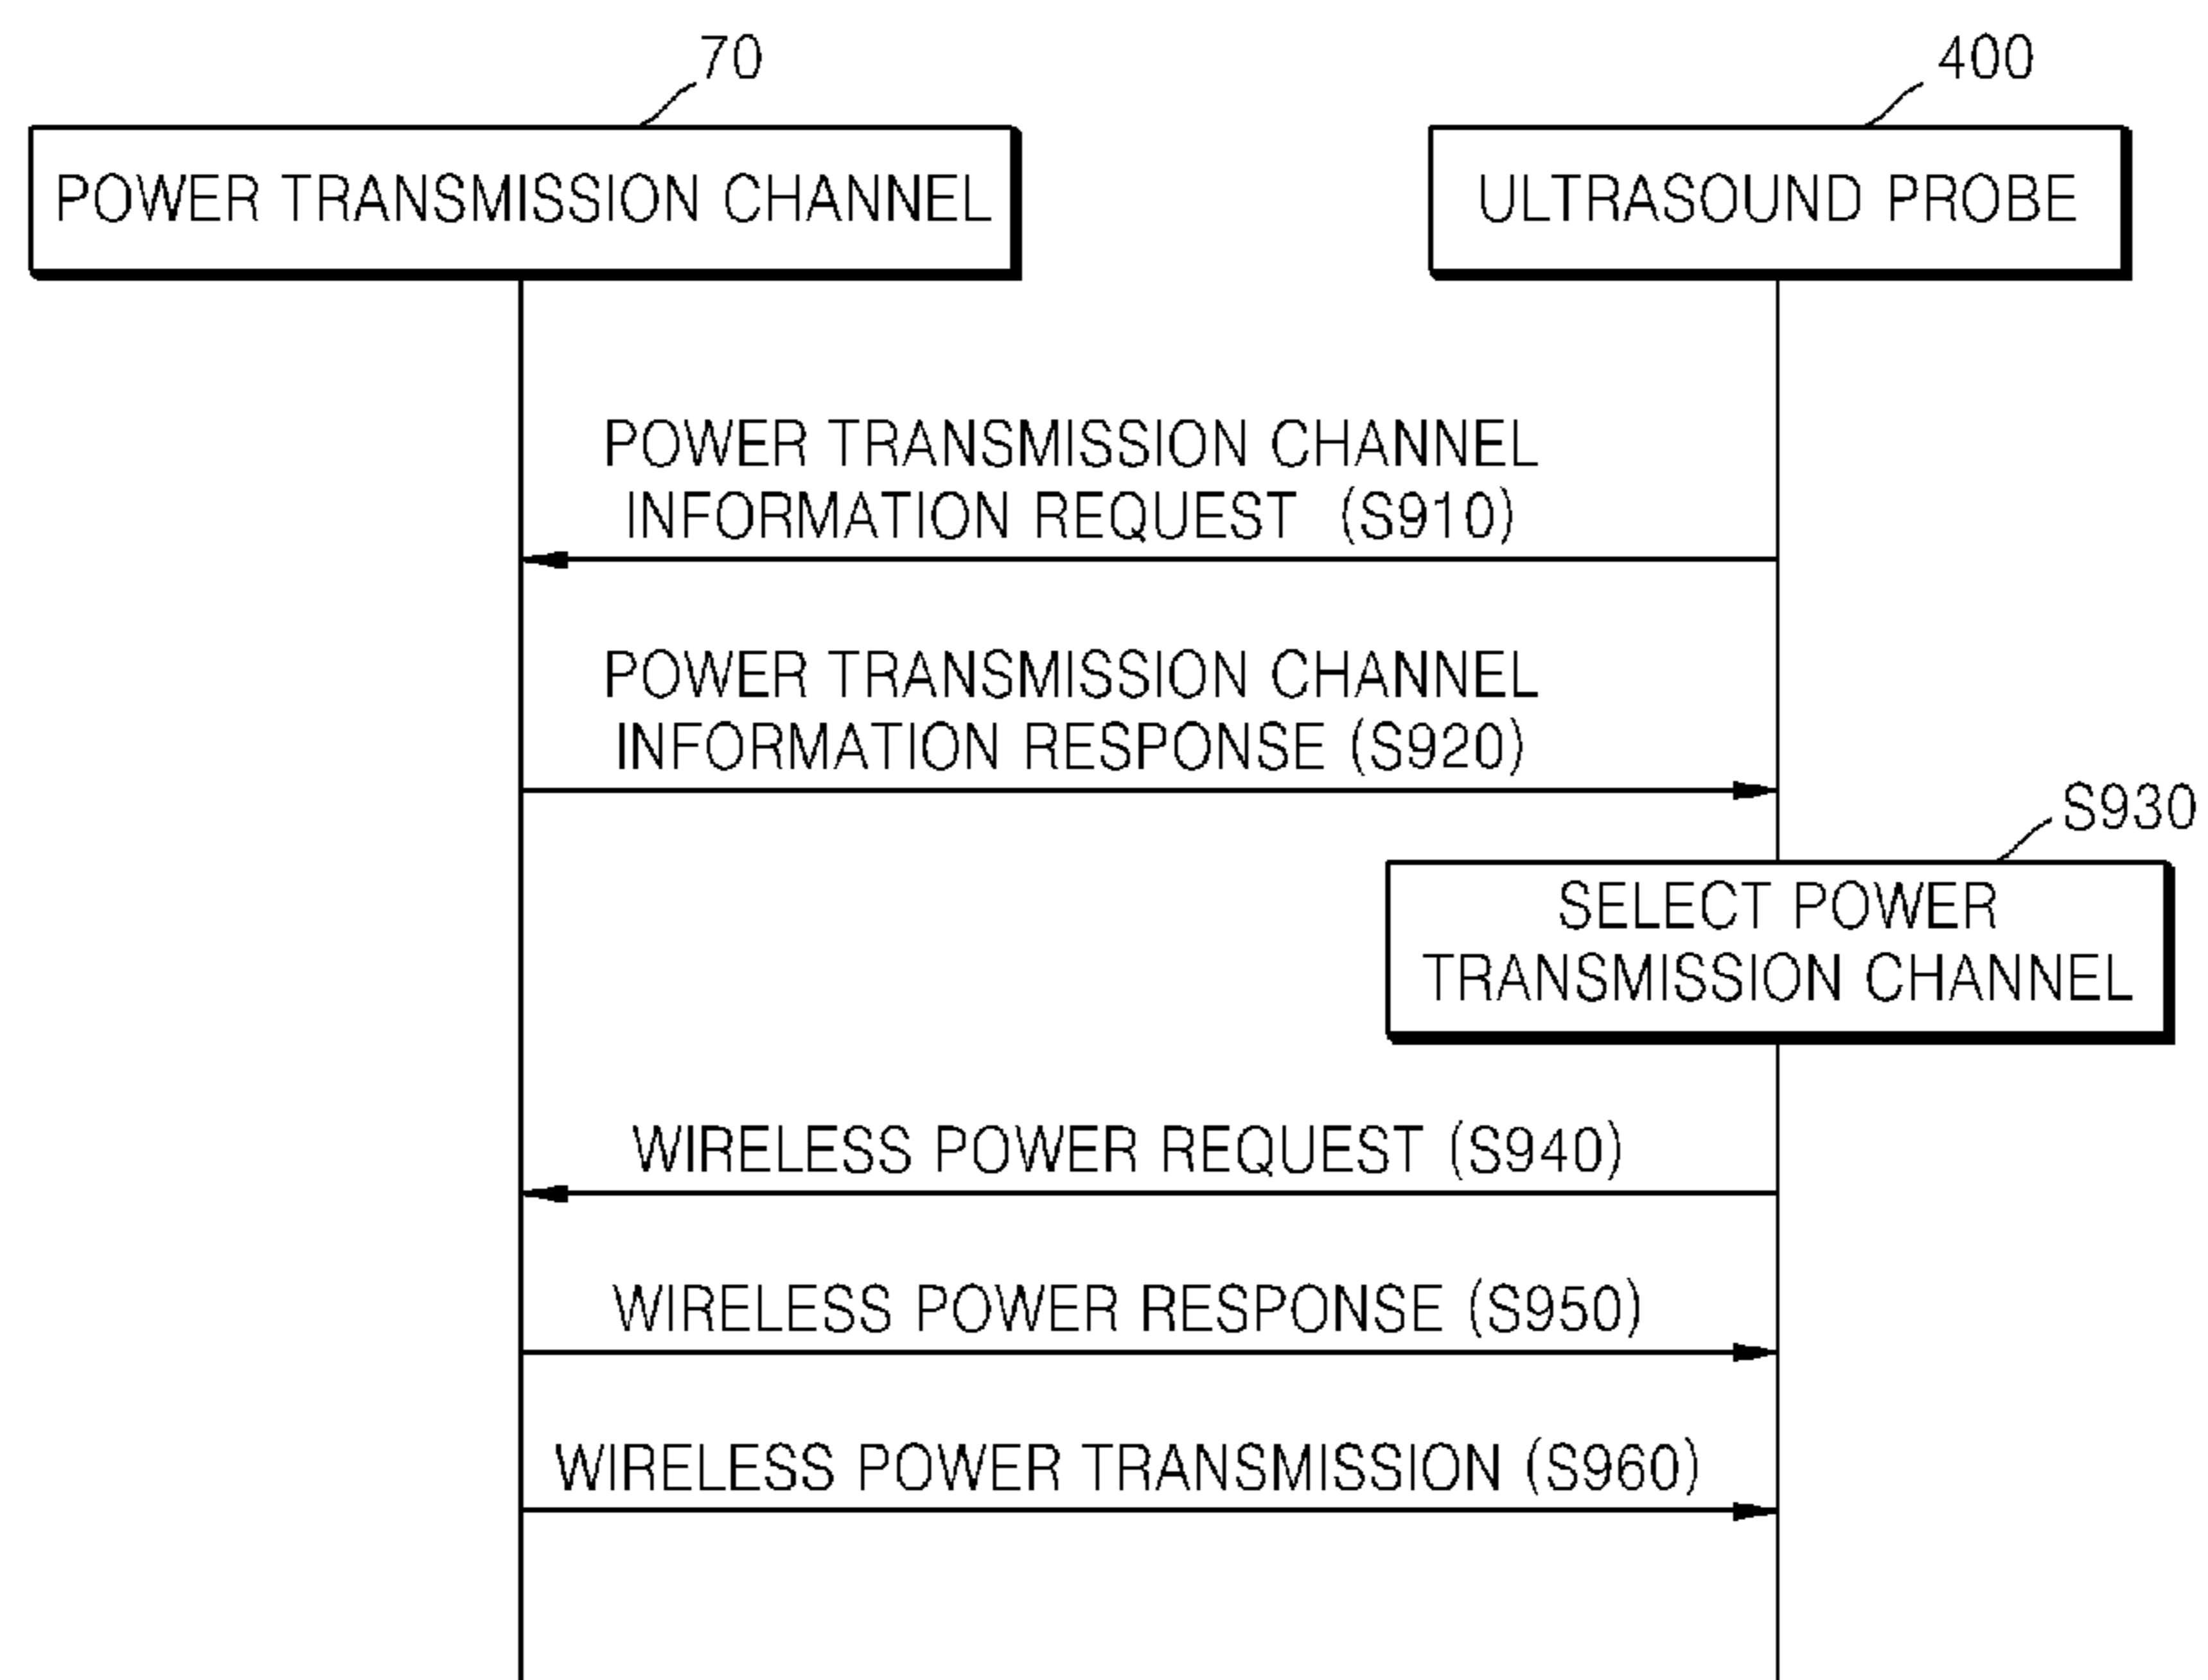 70
400
POWER TRANSMISSION CHANNEL
ULTRASOUND PROBE
POWER TRANSMISSION CHANNEL
INFORMATION REQUEST (S910)
POWER TRANSMISSION CHANNEL
INFORMATION RESPONSE (S920)
S930
SELECT POWER
TRANSMISSION CHANNEL
WIRELESS POWER REQUEST (S940)
WIRELESS POWER RESPONSE (S950)
WIRELESS POWER TRANSMISSION (S960)